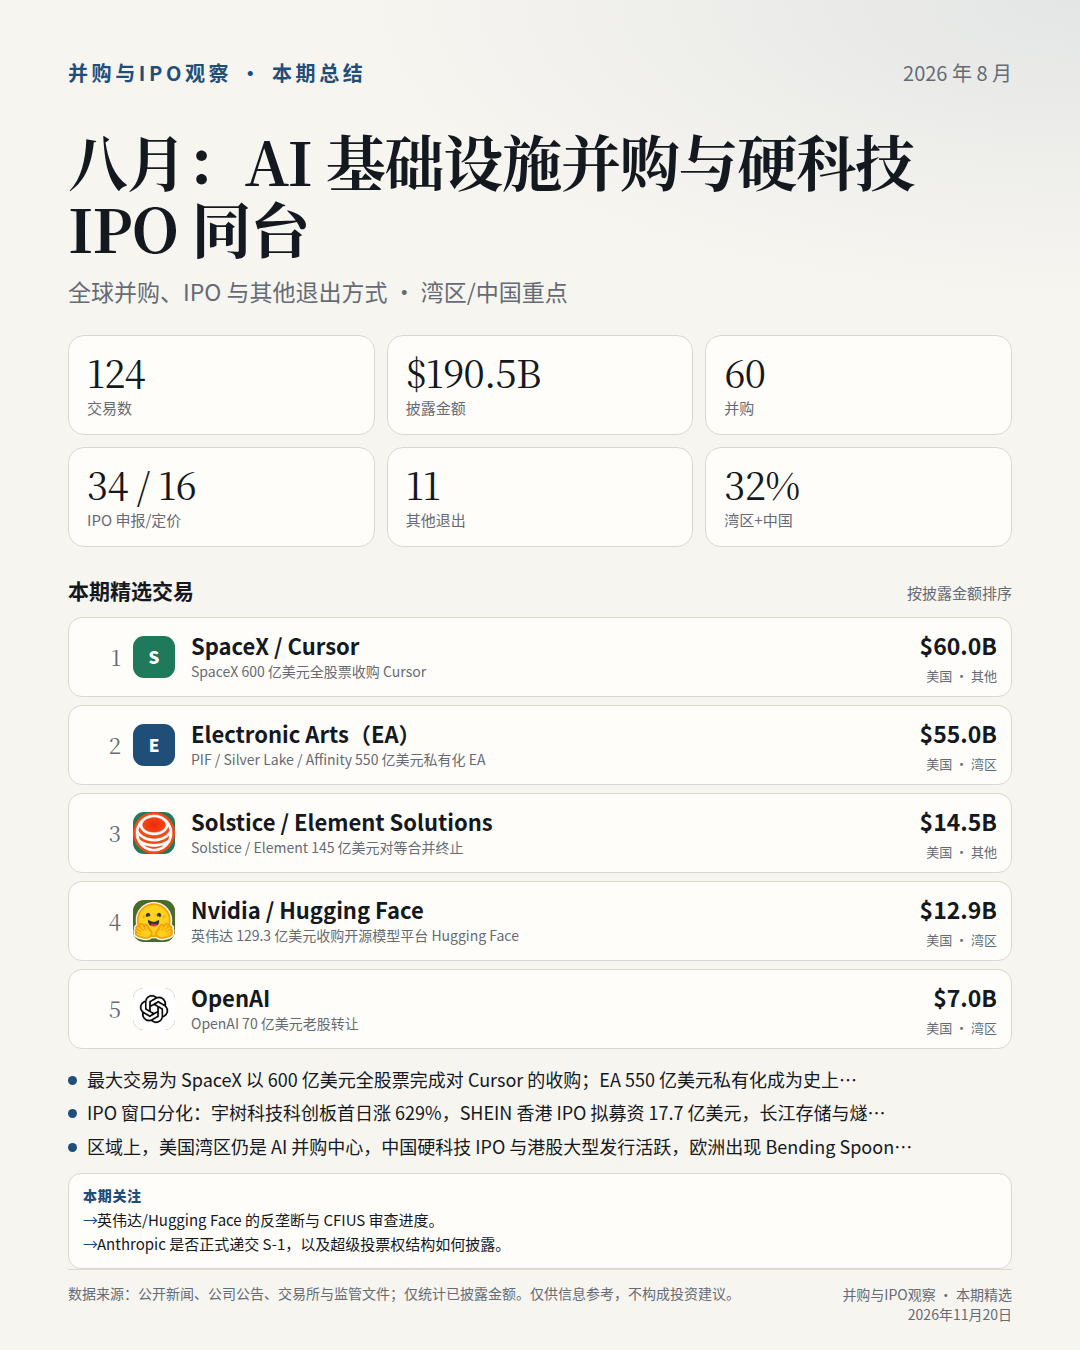 并购与IPO观察 · 本期总结
2026 年 8 月
八月：AI 基础设施并购与硬科技
IPO 同台
全球并购、IPO 与其他退出方式 · 湾区/中国重点
124
交易数
$190.5B
披露金额
60
并购
34 / 16
IPO 申报/定价
11
其他退出
32%
湾区+中国
本期精选交易
按披露金额排序
1
S
SpaceX / Cursor
SpaceX 600 亿美元全股票收购 Cursor
$60.0B
美国 · 其他
2
E
Electronic Arts（EA）
PIF / Silver Lake / Affinity 550 亿美元私有化 EA
$55.0B
美国 · 湾区
3
Solstice / Element Solutions
Solstice / Element 145 亿美元对等合并终止
$14.5B
美国 · 其他
4
Nvidia / Hugging Face
英伟达 129.3 亿美元收购开源模型平台 Hugging Face
$12.9B
美国 · 湾区
5
OpenAI
OpenAI 70 亿美元老股转让
$7.0B
美国 · 湾区
● 最大交易为 SpaceX 以 600 亿美元全股票完成对 Cursor 的收购；EA 550 亿美元私有化成为史上…
● IPO 窗口分化：宇树科技科创板首日涨 629%，SHEIN 香港 IPO 拟募资 17.7 亿美元，长江存储与燧…
● 区域上，美国湾区仍是 AI 并购中心，中国硬科技 IPO 与港股大型发行活跃，欧洲出现 Bending Spoon…
本期关注
→英伟达/Hugging Face 的反垄断与 CFIUS 审查进度。
→Anthropic 是否正式递交 S-1，以及超级投票权结构如何披露。
数据来源：公开新闻、公司公告、交易所与监管文件；仅统计已披露金额。仅供信息参考，不构成投资建议。
并购与IPO观察 · 本期精选
2026年11月20日